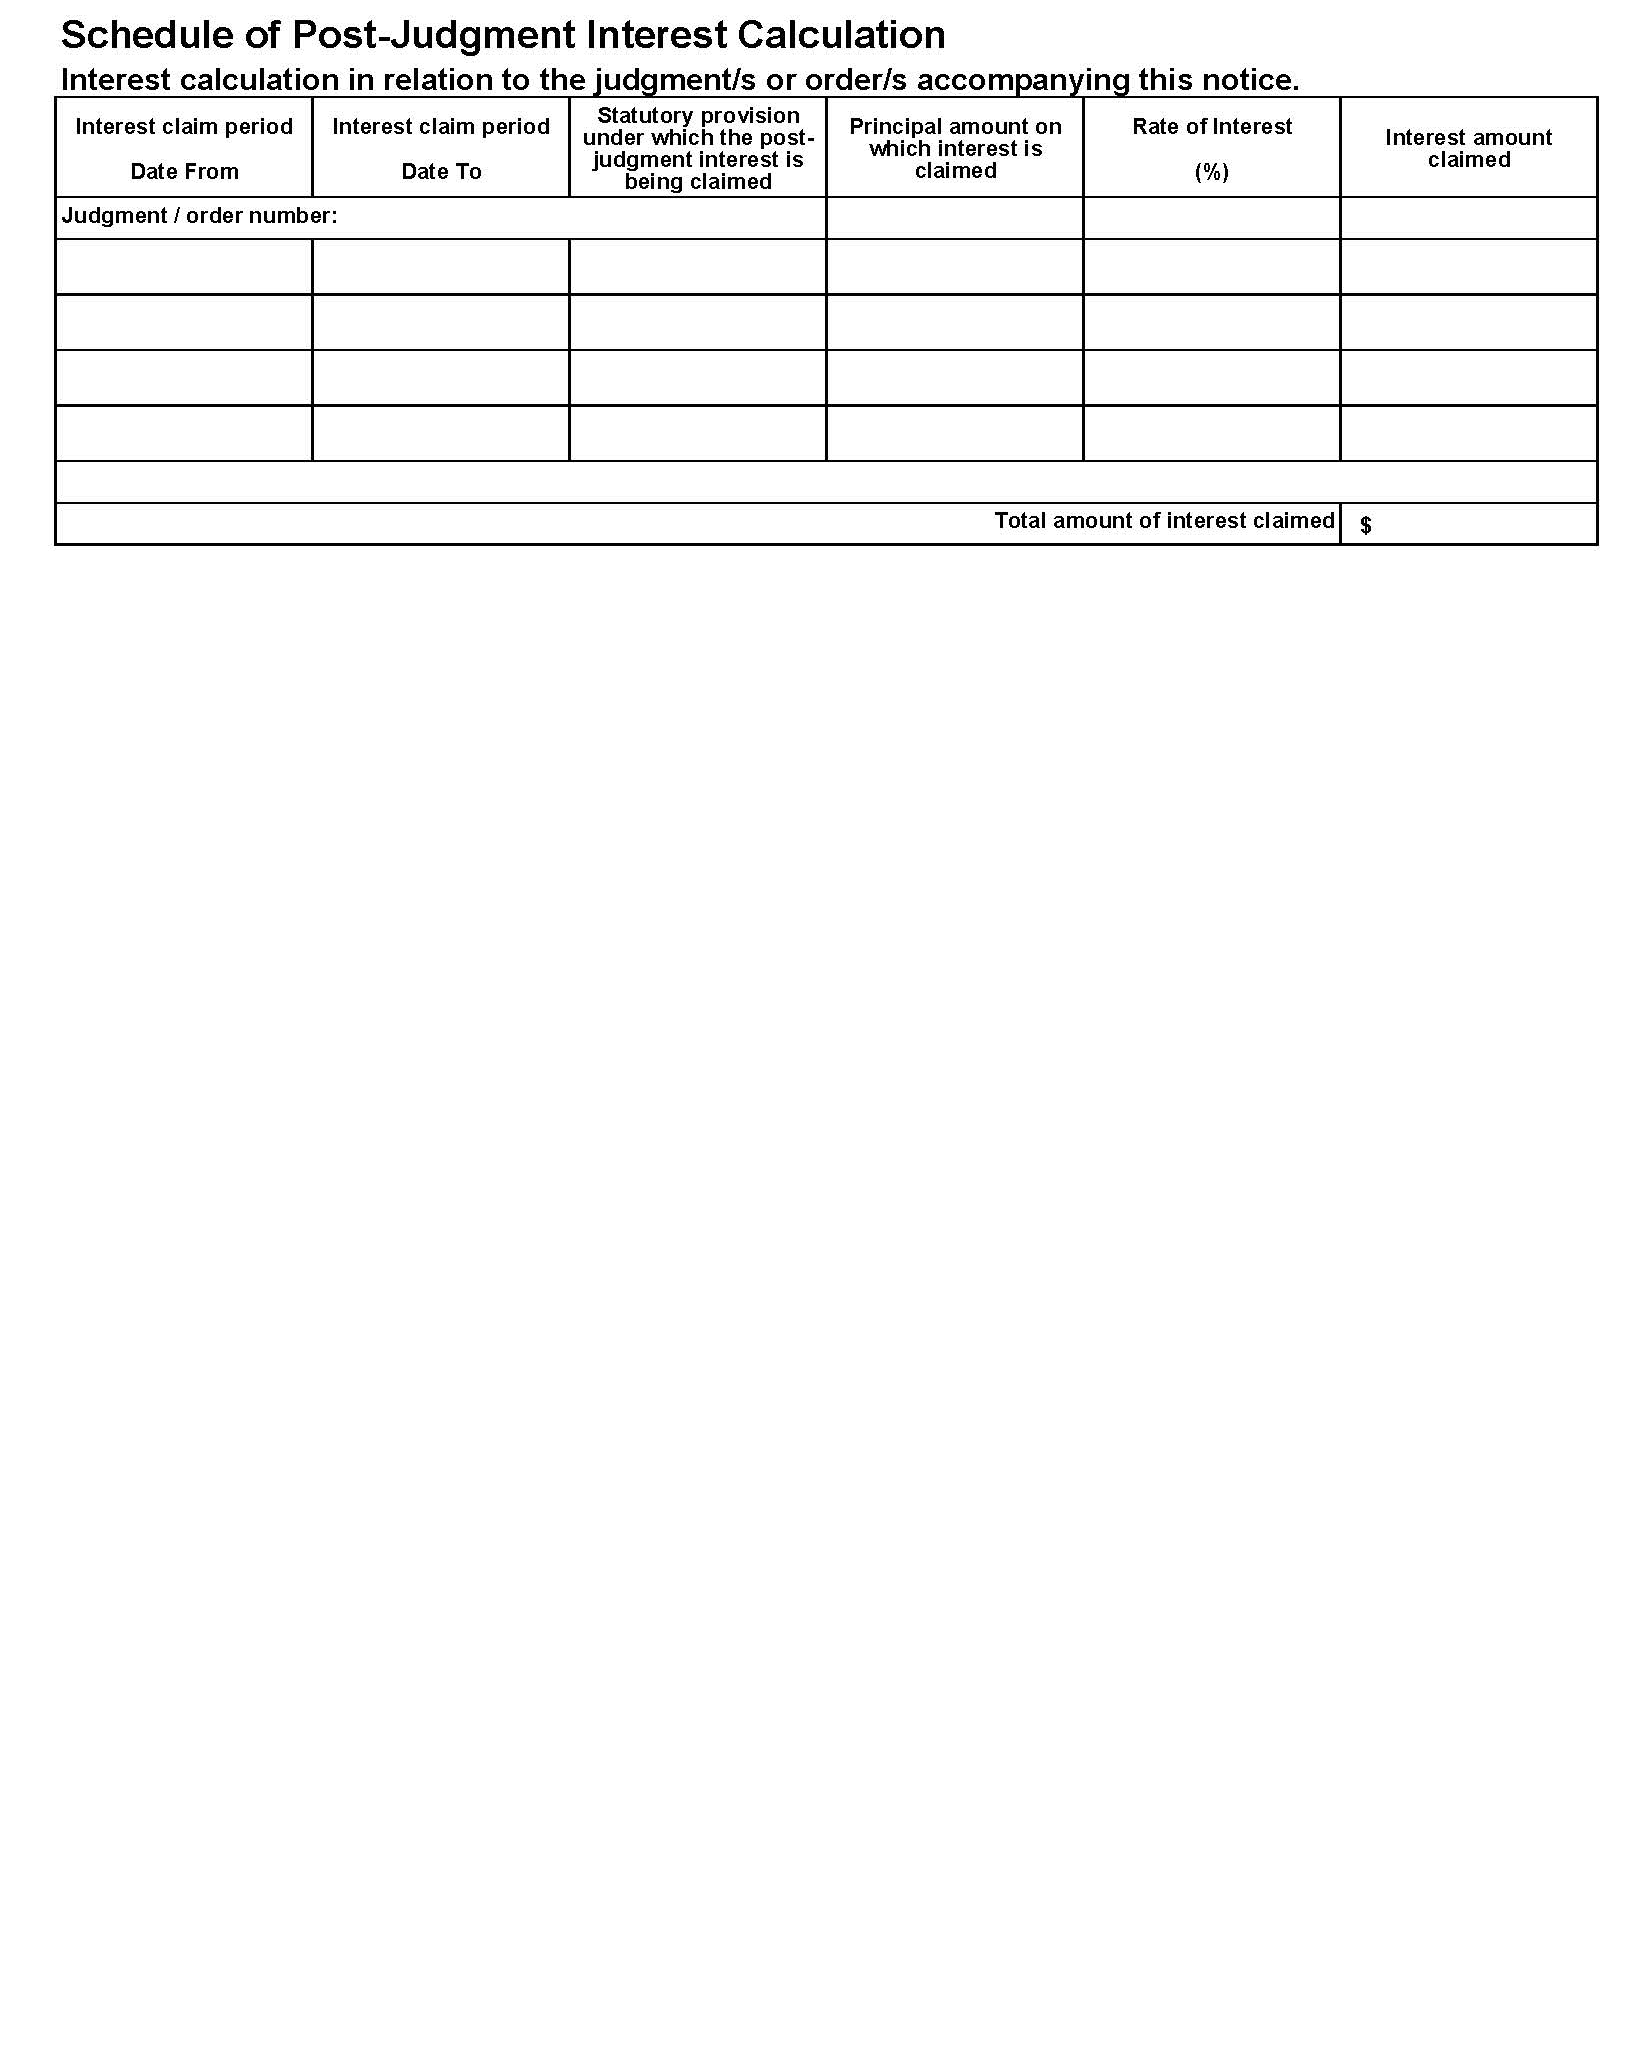 Schedule of Post-Judgment Interest Calculation
Interest calculation in relation to the judgment/s or order/s accompanying this notice.
Interest claim period
Date From
Interest claim period
Date To
Statutory provision
under which the post-
judgment interest is
being claimed
Principal amount on
which interest is
claimed
Rate of Interest
(%)
Interest amount
claimed
Judgment / order number:
Total amount of interest claimed
$